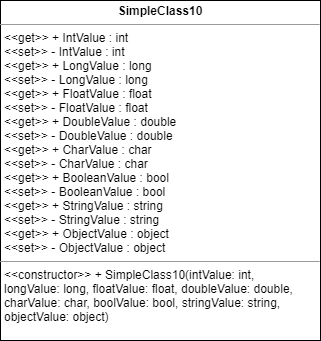 SimpleClass10
<<get>> + IntValue : int
<<set>> - IntValue : int
<<get>> + LongValue : long
<<set>> - LongValue : long
<<get>> + FloatValue : float
<<set>> - FloatValue : float
<<get>> + DoubleValue : double
<<set>> - DoubleValue : double
<<get>> + CharValue : char
<<set>> - CharValue : char
<<get>> + BooleanValue : bool
<<set>> - BooleanValue : bool
<<get>> + StringValue : string
<<set>> - StringValue : string
<<get>> + ObjectValue : object
<<set>> - ObjectValue : object
<<constructor>> + SimpleClass10(intValue: int,
longValue: long, floatValue: float, doubleValue: double,
charValue: char, boolValue: bool, stringValue: string,
objectValue: object)